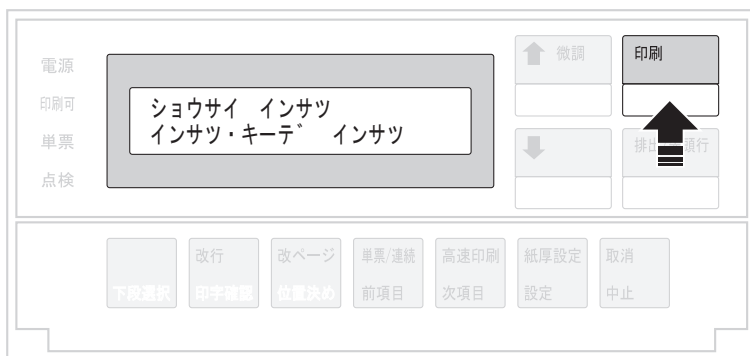 電源
印刷可
単票
点検
ショウサイ インサツ
インサツ・キーデ インサツ
微調
印刷
排出/先頭行
下段選択
改行
印字確認
改ページ
位置決め
単票/連続
前項目
高速印刷
次項目
紙厚設定
設定
取消
中止